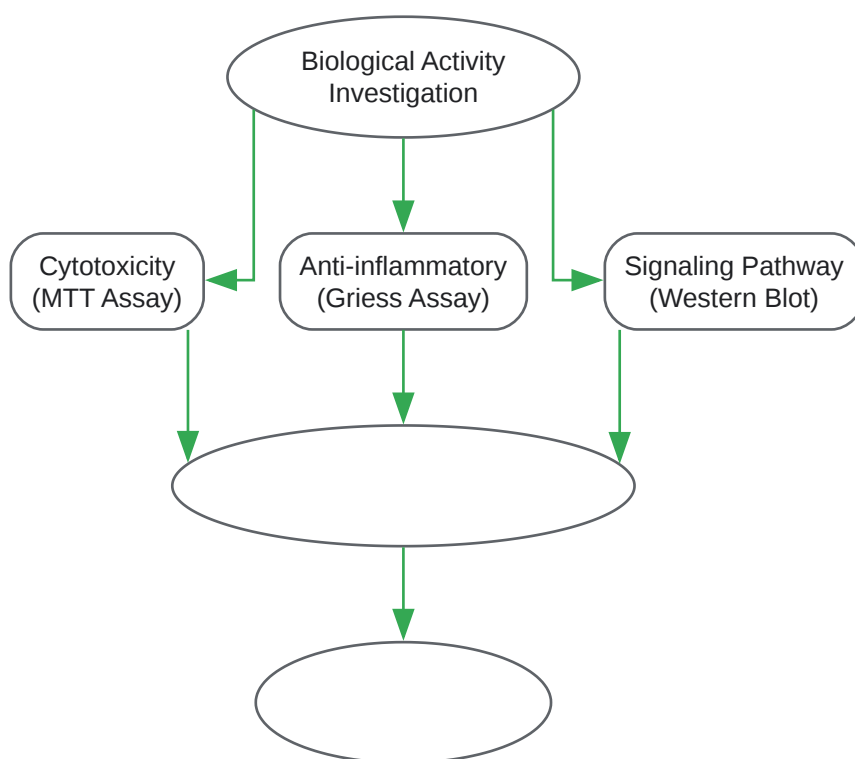 Biological Activity
Investigation
Cytotoxicity
(MTT Assay)
Anti-inflammatory
(Griess Assay)
Signaling Pathway
(Western Blot)